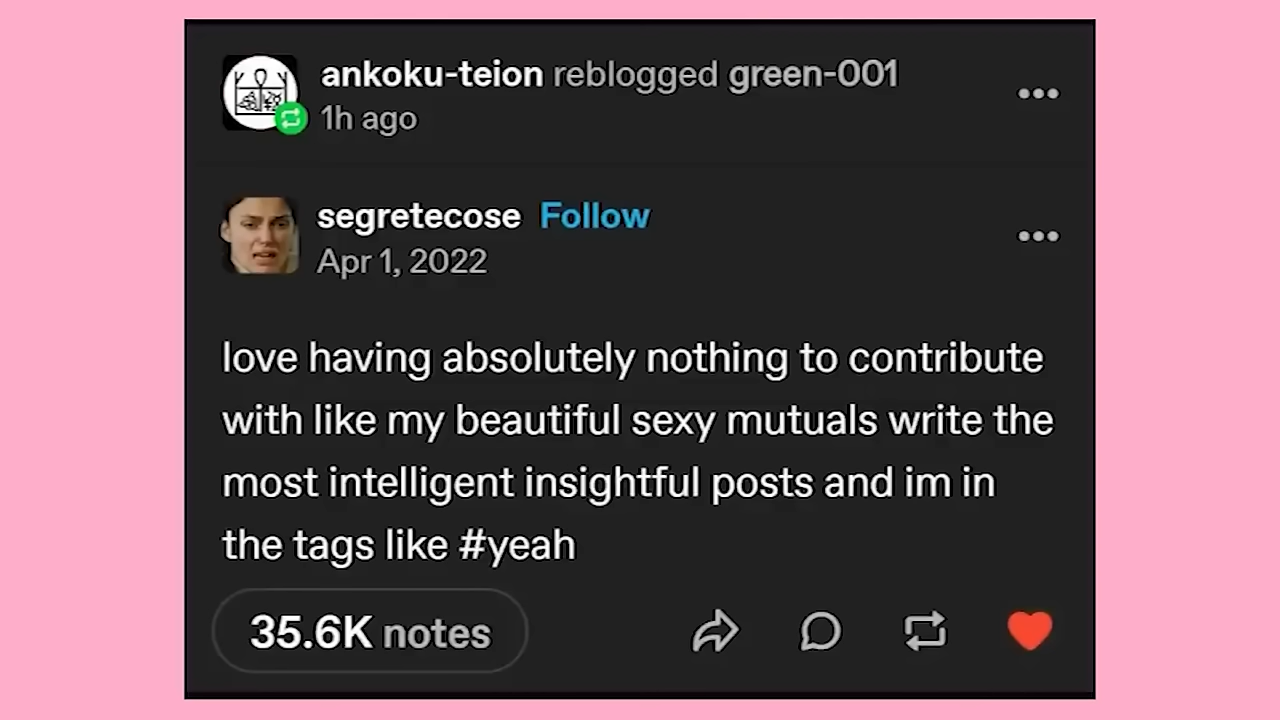 ankoku-teion reblogged green-001
1h ago
segretecose Follow
Apr 1, 2022
love having absolutely nothing to contribute
with like my beautiful sexy mutuals write the
most intelligent insightful posts and im in
the tags like #yeah
35.6K notes